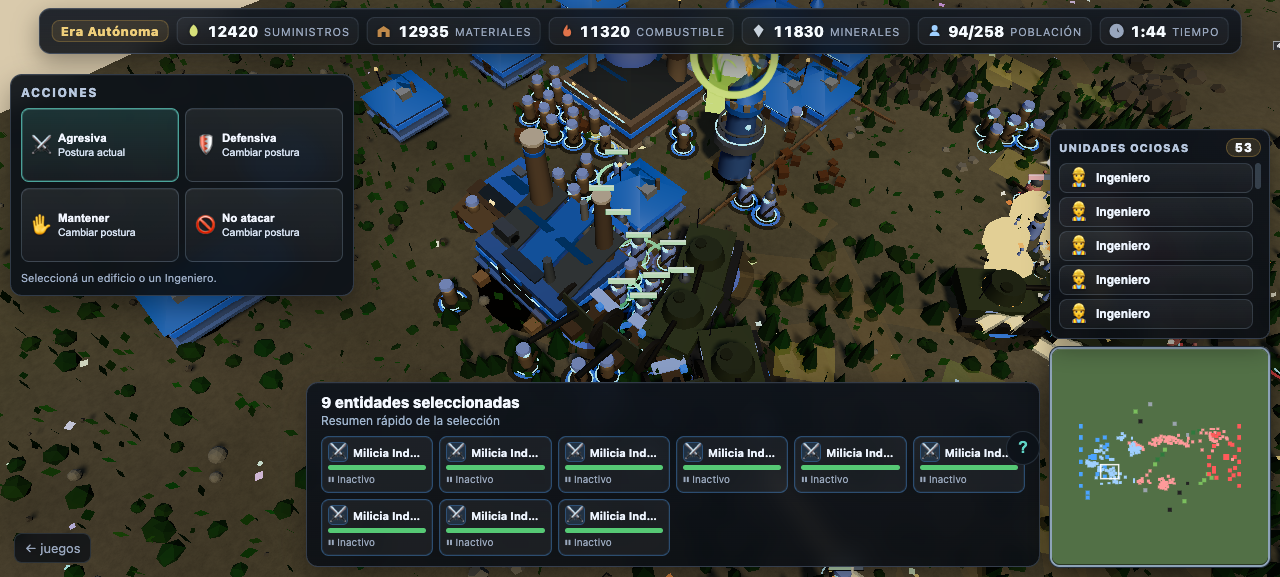 Era Autónoma
12420 SUMINISTROS
12935 MATERIALES
11320 COMBUSTIBLE
11830 MINERALES
94/258 POBLACIÓN
1:44 TIEMPO
ACCIONES
Agresiva
Postura actual
Defensiva
Cambiar postura
Mantener
Cambiar postura
No atacar
Cambiar postura
Seleccioná un edificio o un Ingeniero.
UNIDADES OCIOSAS 53
Ingeniero
Ingeniero
Ingeniero
Ingeniero
Ingeniero
9 entidades seleccionadas
Resumen rápido de la selección
Milicia Ind...
Inactivo
Milicia Ind...
Inactivo
Milicia Ind...
Inactivo
Milicia Ind...
Inactivo
Milicia Ind...
Inactivo
Milicia Ind...
Inactivo
Milicia Ind...
Inactivo
Milicia Ind...
Inactivo
Milicia Ind...
Inactivo
?
← juegos